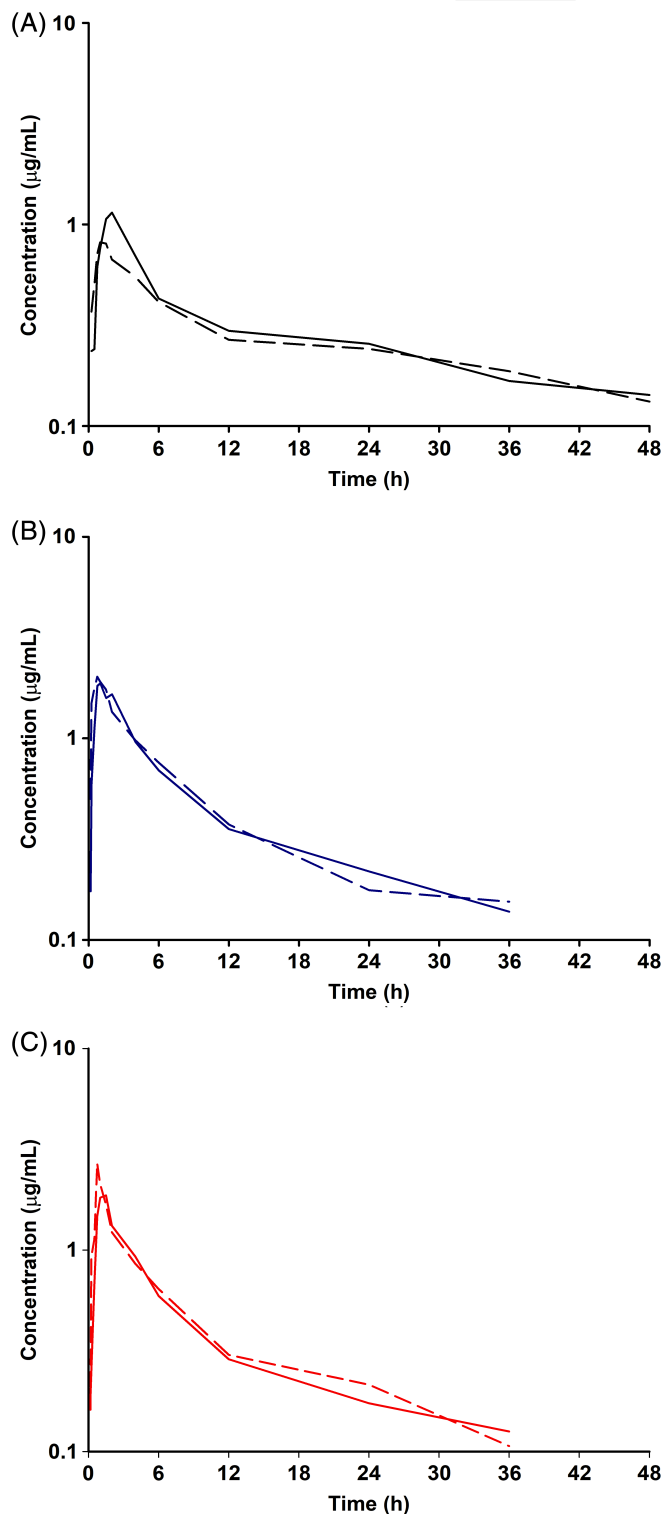 (A)
10
1
0.1
Concentration (μg/mL)
0 6 12 18 24 30 36 42 48
Time (h)
(B)
10
1
0.1
Concentration (μg/mL)
0 6 12 18 24 30 36 42 48
Time (h)
(C)
10
1
0.1
Concentration (μg/mL)
0 6 12 18 24 30 36 42 48
Time (h)